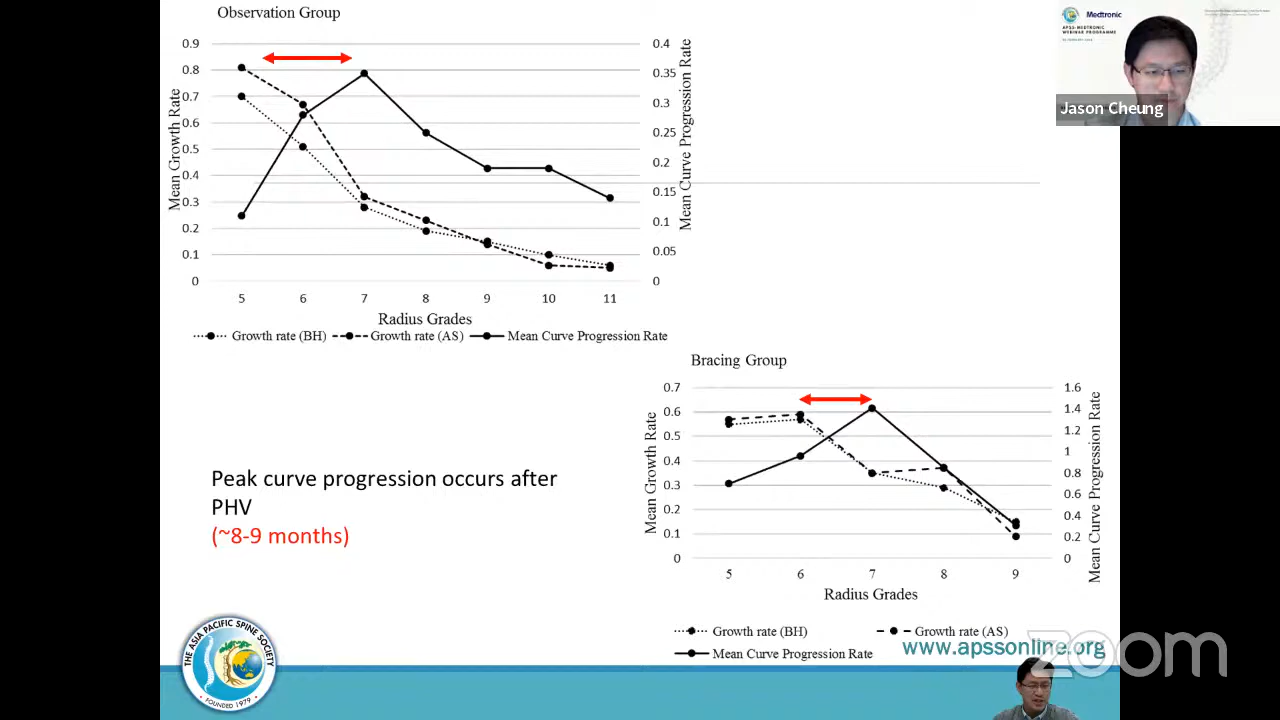 Observation Group
0.9
0.8
0.7
0.6
0.5
0.4
0.3
0.2
0.1
0
Mean Growth Rate
0.4
0.35
0.3
0.25
0.2
0.15
0.1
0.05
0
Mean Curve Progression Rate
5 6 7 8 9 10 11
Radius Grades
Growth rate (BH) Growth rate (AS) Mean Curve Progression Rate
Medtronic
APSS-MEDTRONIC
WEBINAR PROGRAMME
Jason Cheung
Bracing Group
0.7
0.6
0.5
0.4
0.3
0.2
0.1
0
Mean Growth Rate
1.6
1.4
1.2
1
0.8
0.6
0.4
0.2
0
Mean Curve Progression Rate
5 6 7 8 9
Radius Grades
Growth rate (BH) Growth rate (AS)
Mean Curve Progression Rate
Peak curve progression occurs after
PHV
(~8-9 months)
THE ASIA PACIFIC SPINE SOCIETY
FOUNDED 1979
www.apssonline.org
zoom